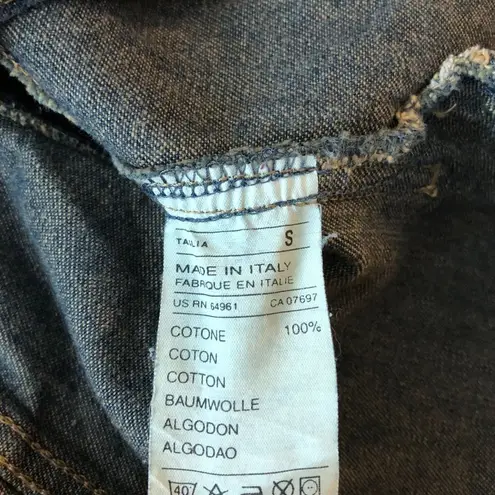 TAGLIA S
MADE IN ITALY
FABRIQUE EN ITALIE
US RN 64961 CA 07697
COTONE 100%
COTON
COTTON
BAUMWOLLE
ALGODON
ALGODAO
40